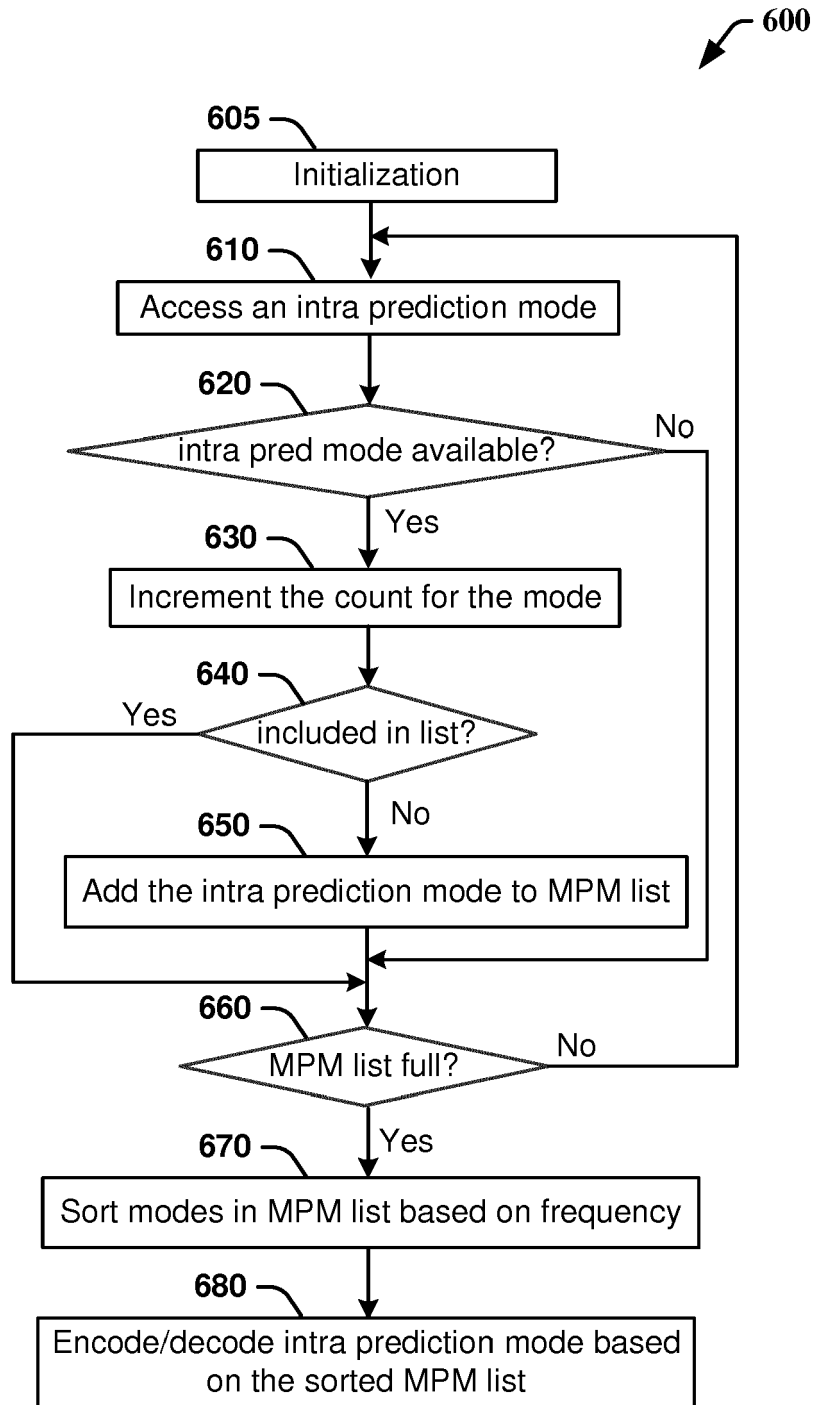 600
605
Initialization
610
Access an intra prediction mode
620
intra pred mode available?
No
Yes
630
Increment the count for the mode
640
Yes
included in list?
No
650
Add the intra prediction mode to MPM list
660
MPM list full?
No
Yes
670
Sort modes in MPM list based on frequency
680
Encode/decode intra prediction mode based
on the sorted MPM list